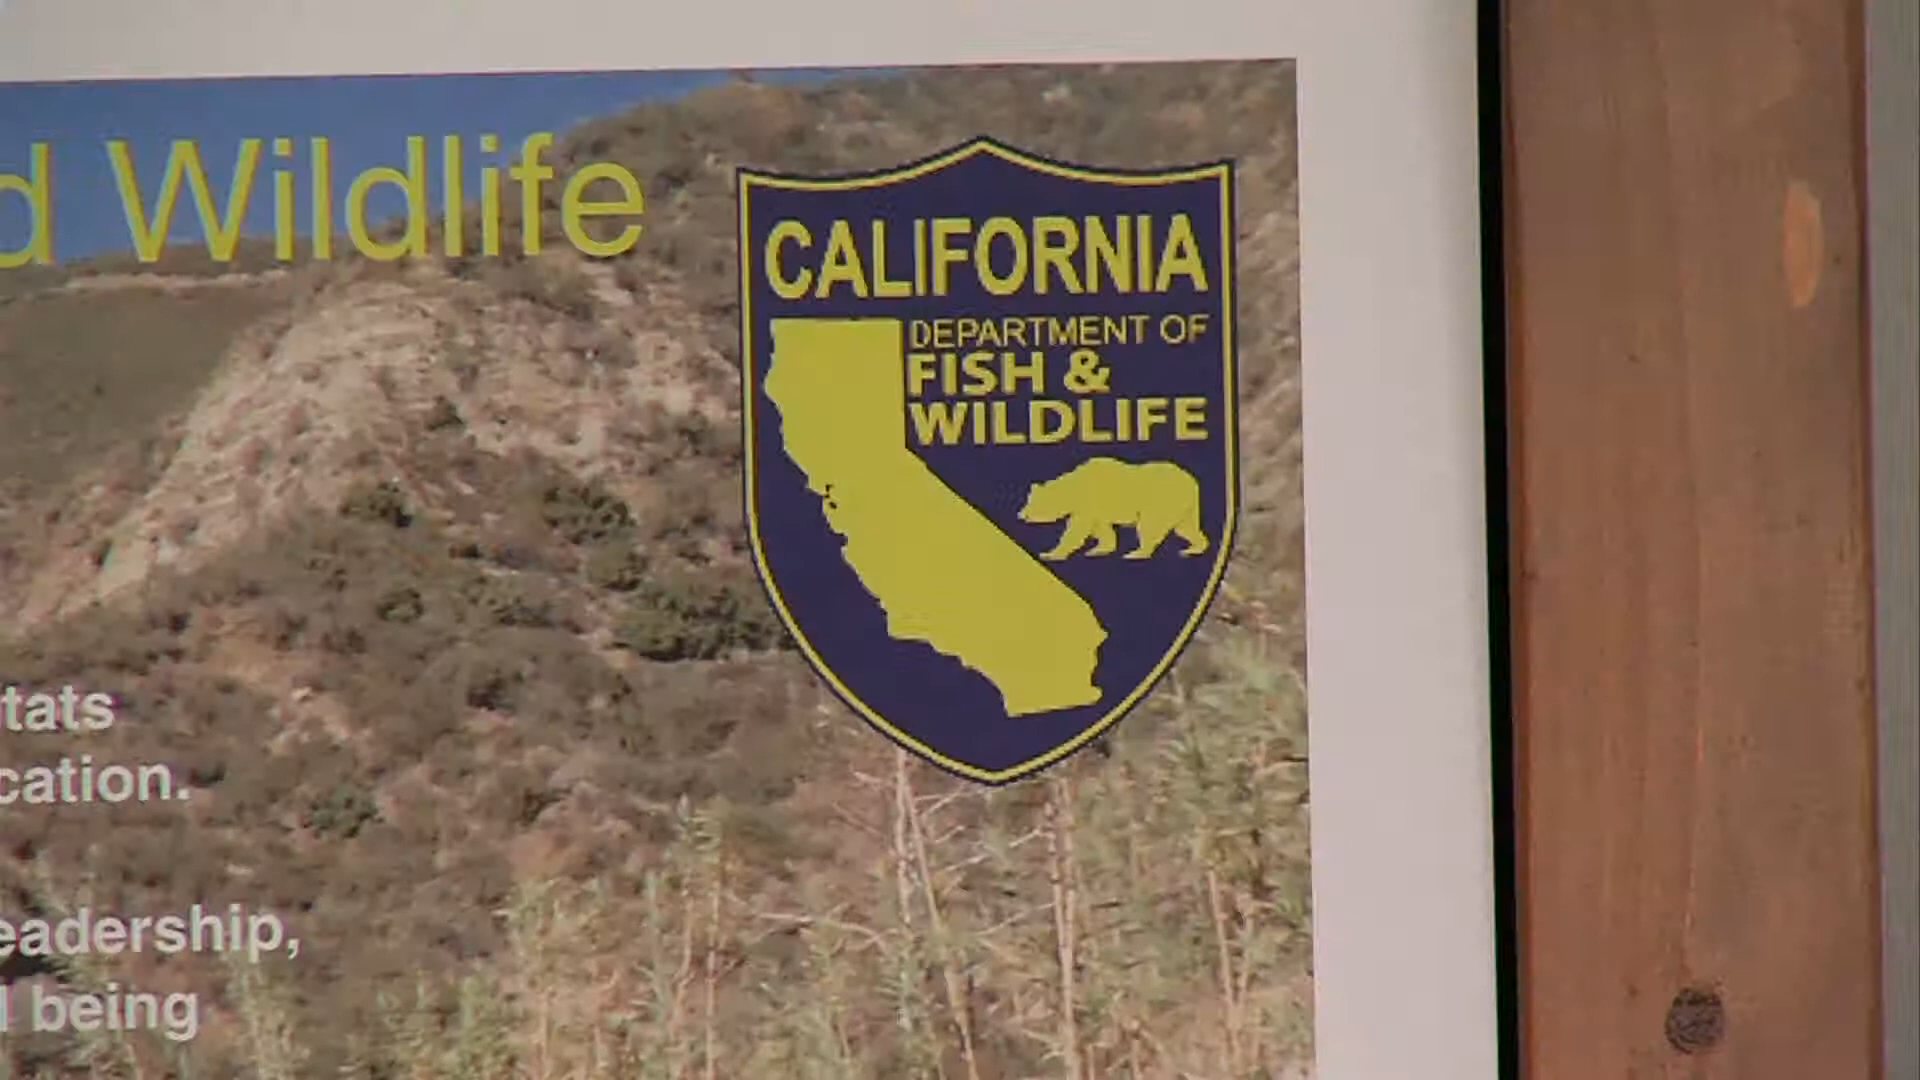 d Wildlife
CALIFORNIA
DEPARTMENT OF
FISH &
WILDLIFE
tats
cation.
eadership,
l being